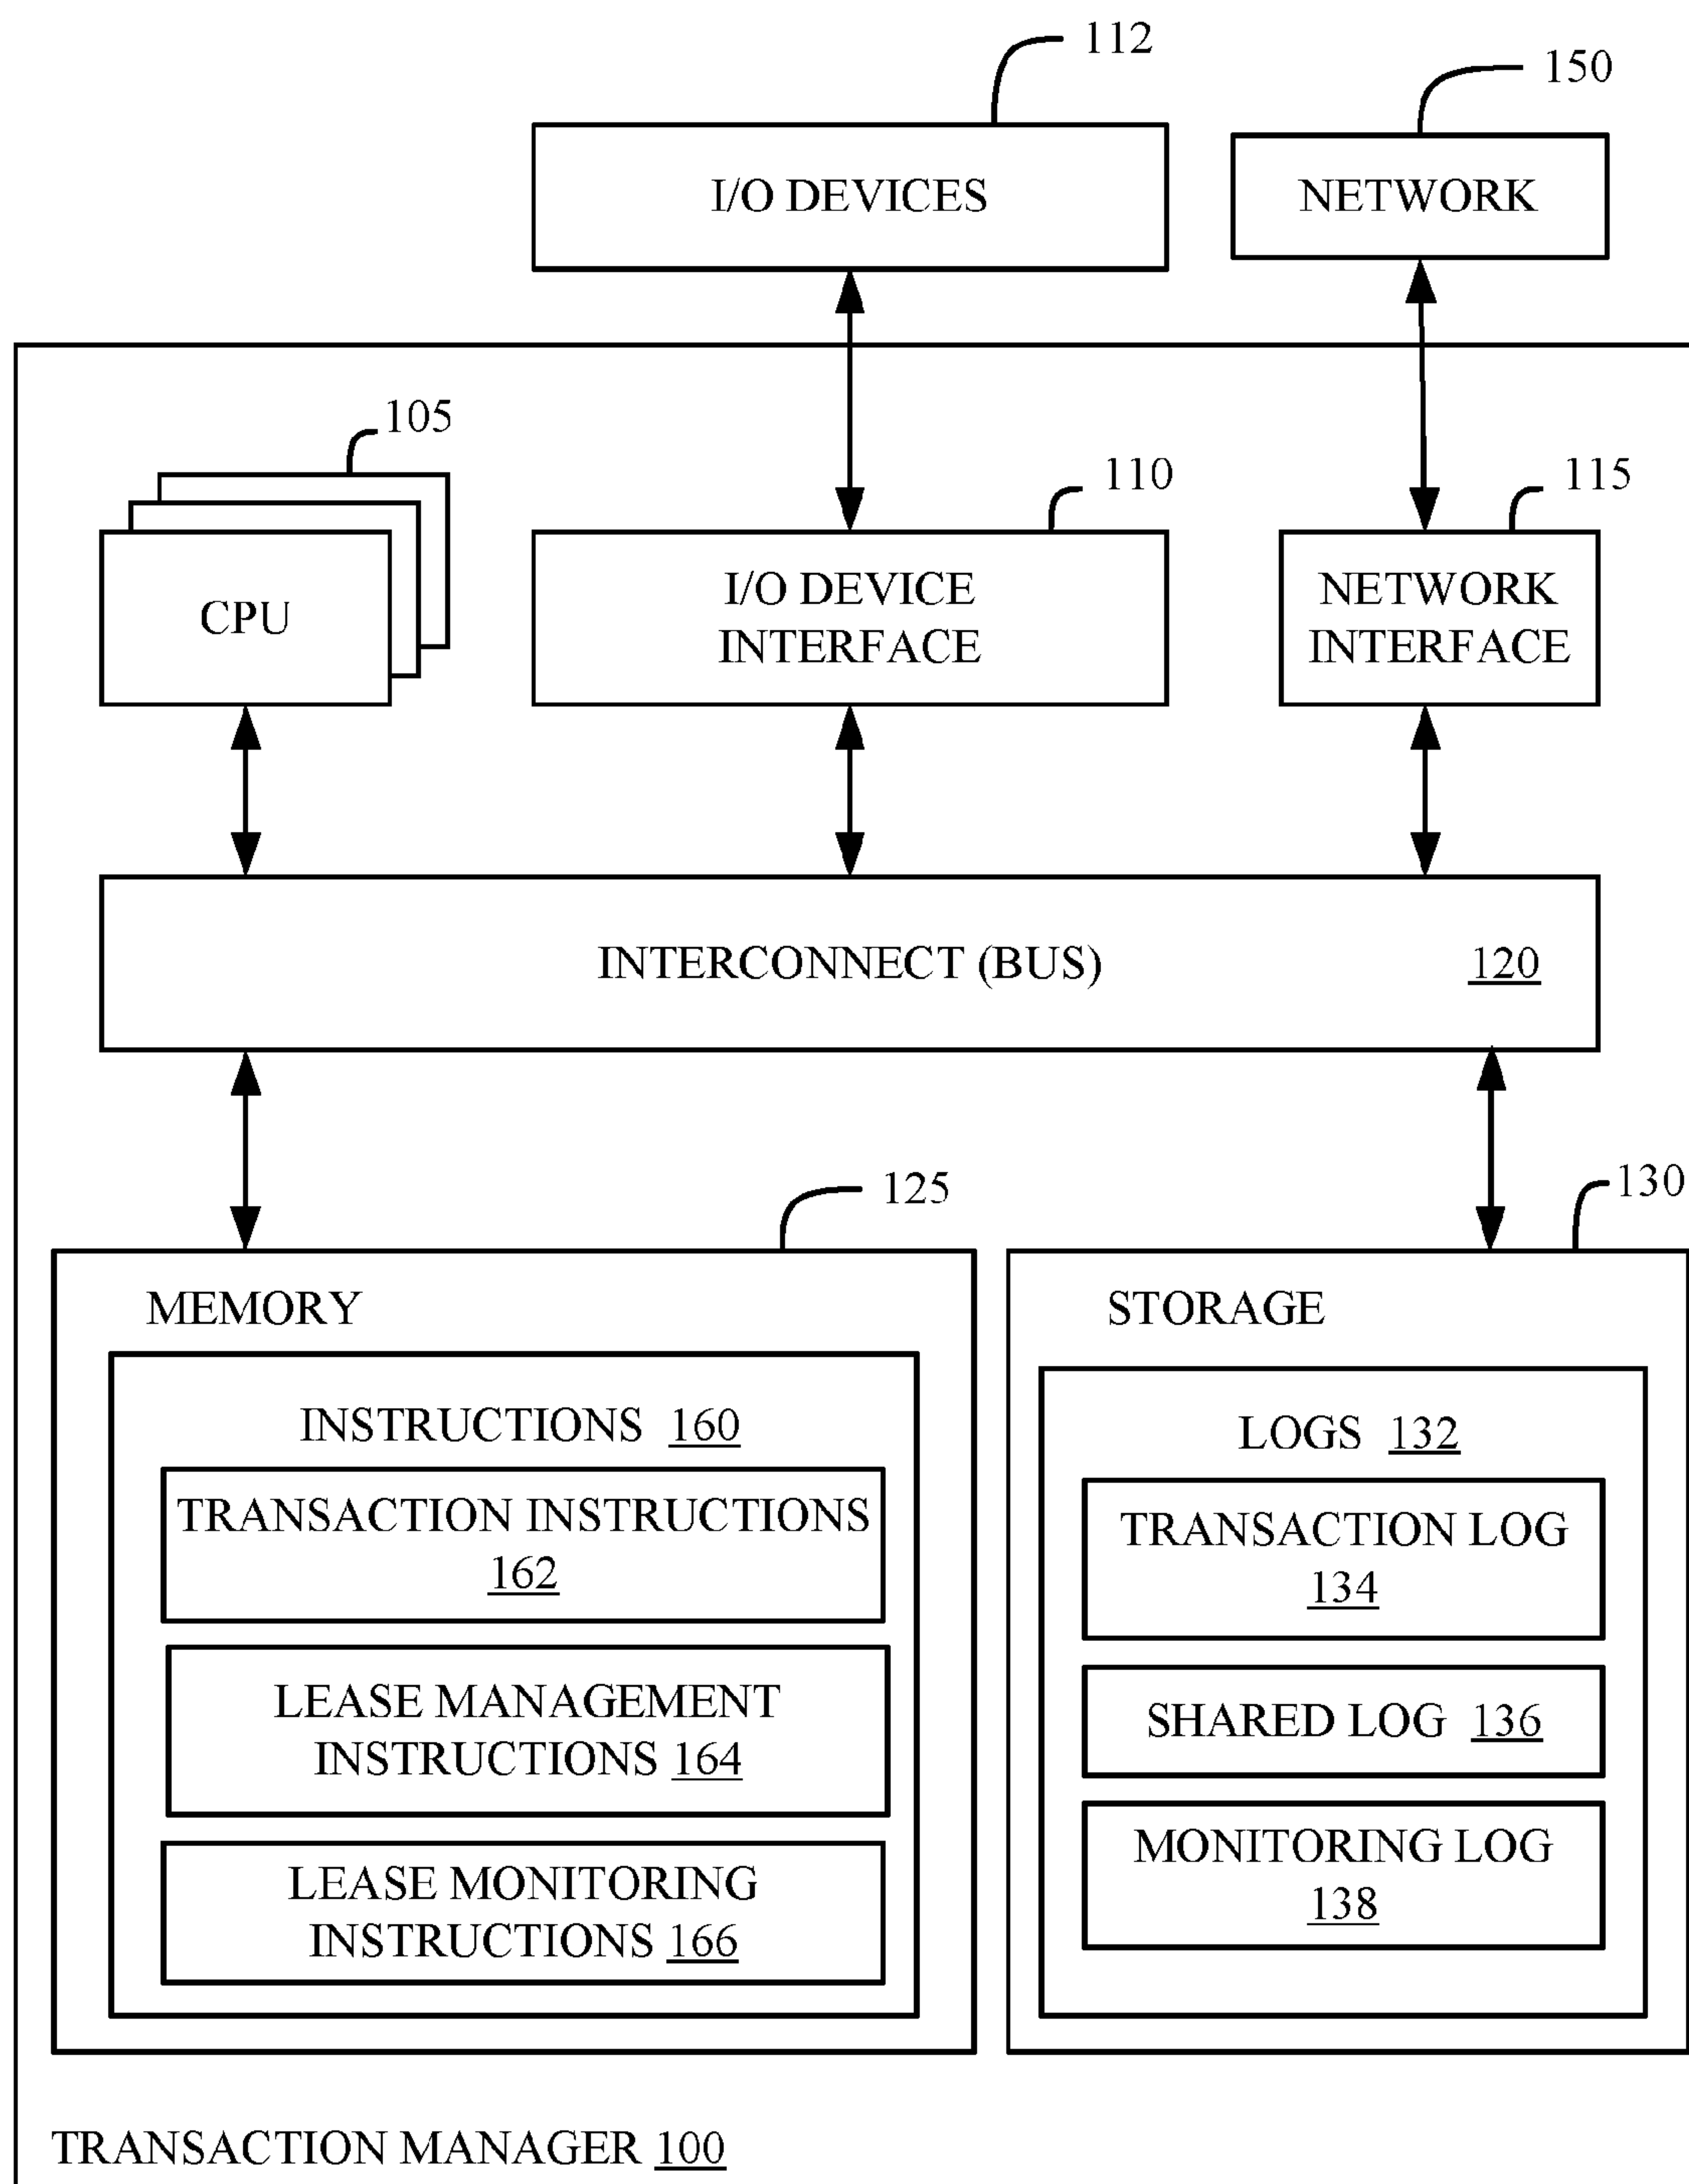 112
150
I/O DEVICES
NETWORK
105
110
115
CPU
I/O DEVICE
INTERFACE
NETWORK
INTERFACE
INTERCONNECT (BUS) 120
125
130
MEMORY
INSTRUCTIONS 160
TRANSACTION INSTRUCTIONS
162
LEASE MANAGEMENT
INSTRUCTIONS 164
LEASE MONITORING
INSTRUCTIONS 166
STORAGE
LOGS 132
TRANSACTION LOG
134
SHARED LOG 136
MONITORING LOG
138
TRANSACTION MANAGER 100